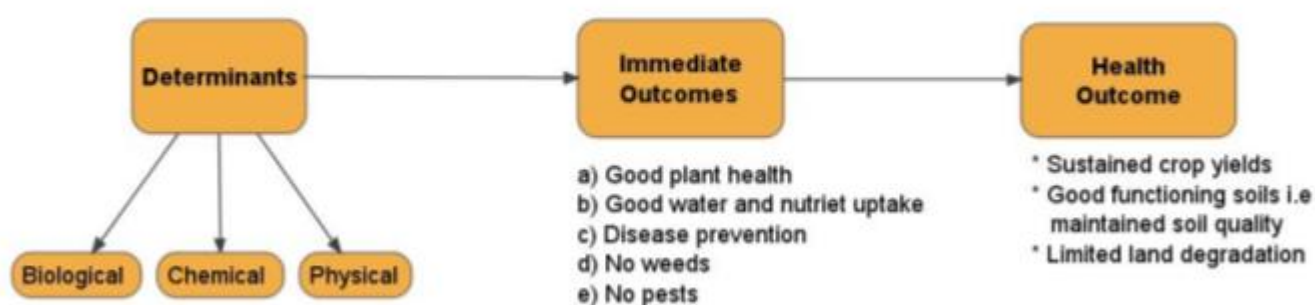 Determinants
Immediate
Outcomes
Health
Outcome
Biological
Chemical
Physical
a) Good plant health
b) Good water and nutriet uptake
c) Disease prevention
d) No weeds
e) No pests
* Sustained crop yields
* Good functioning soils i.e
maintained soil quality
* Limited land degradation